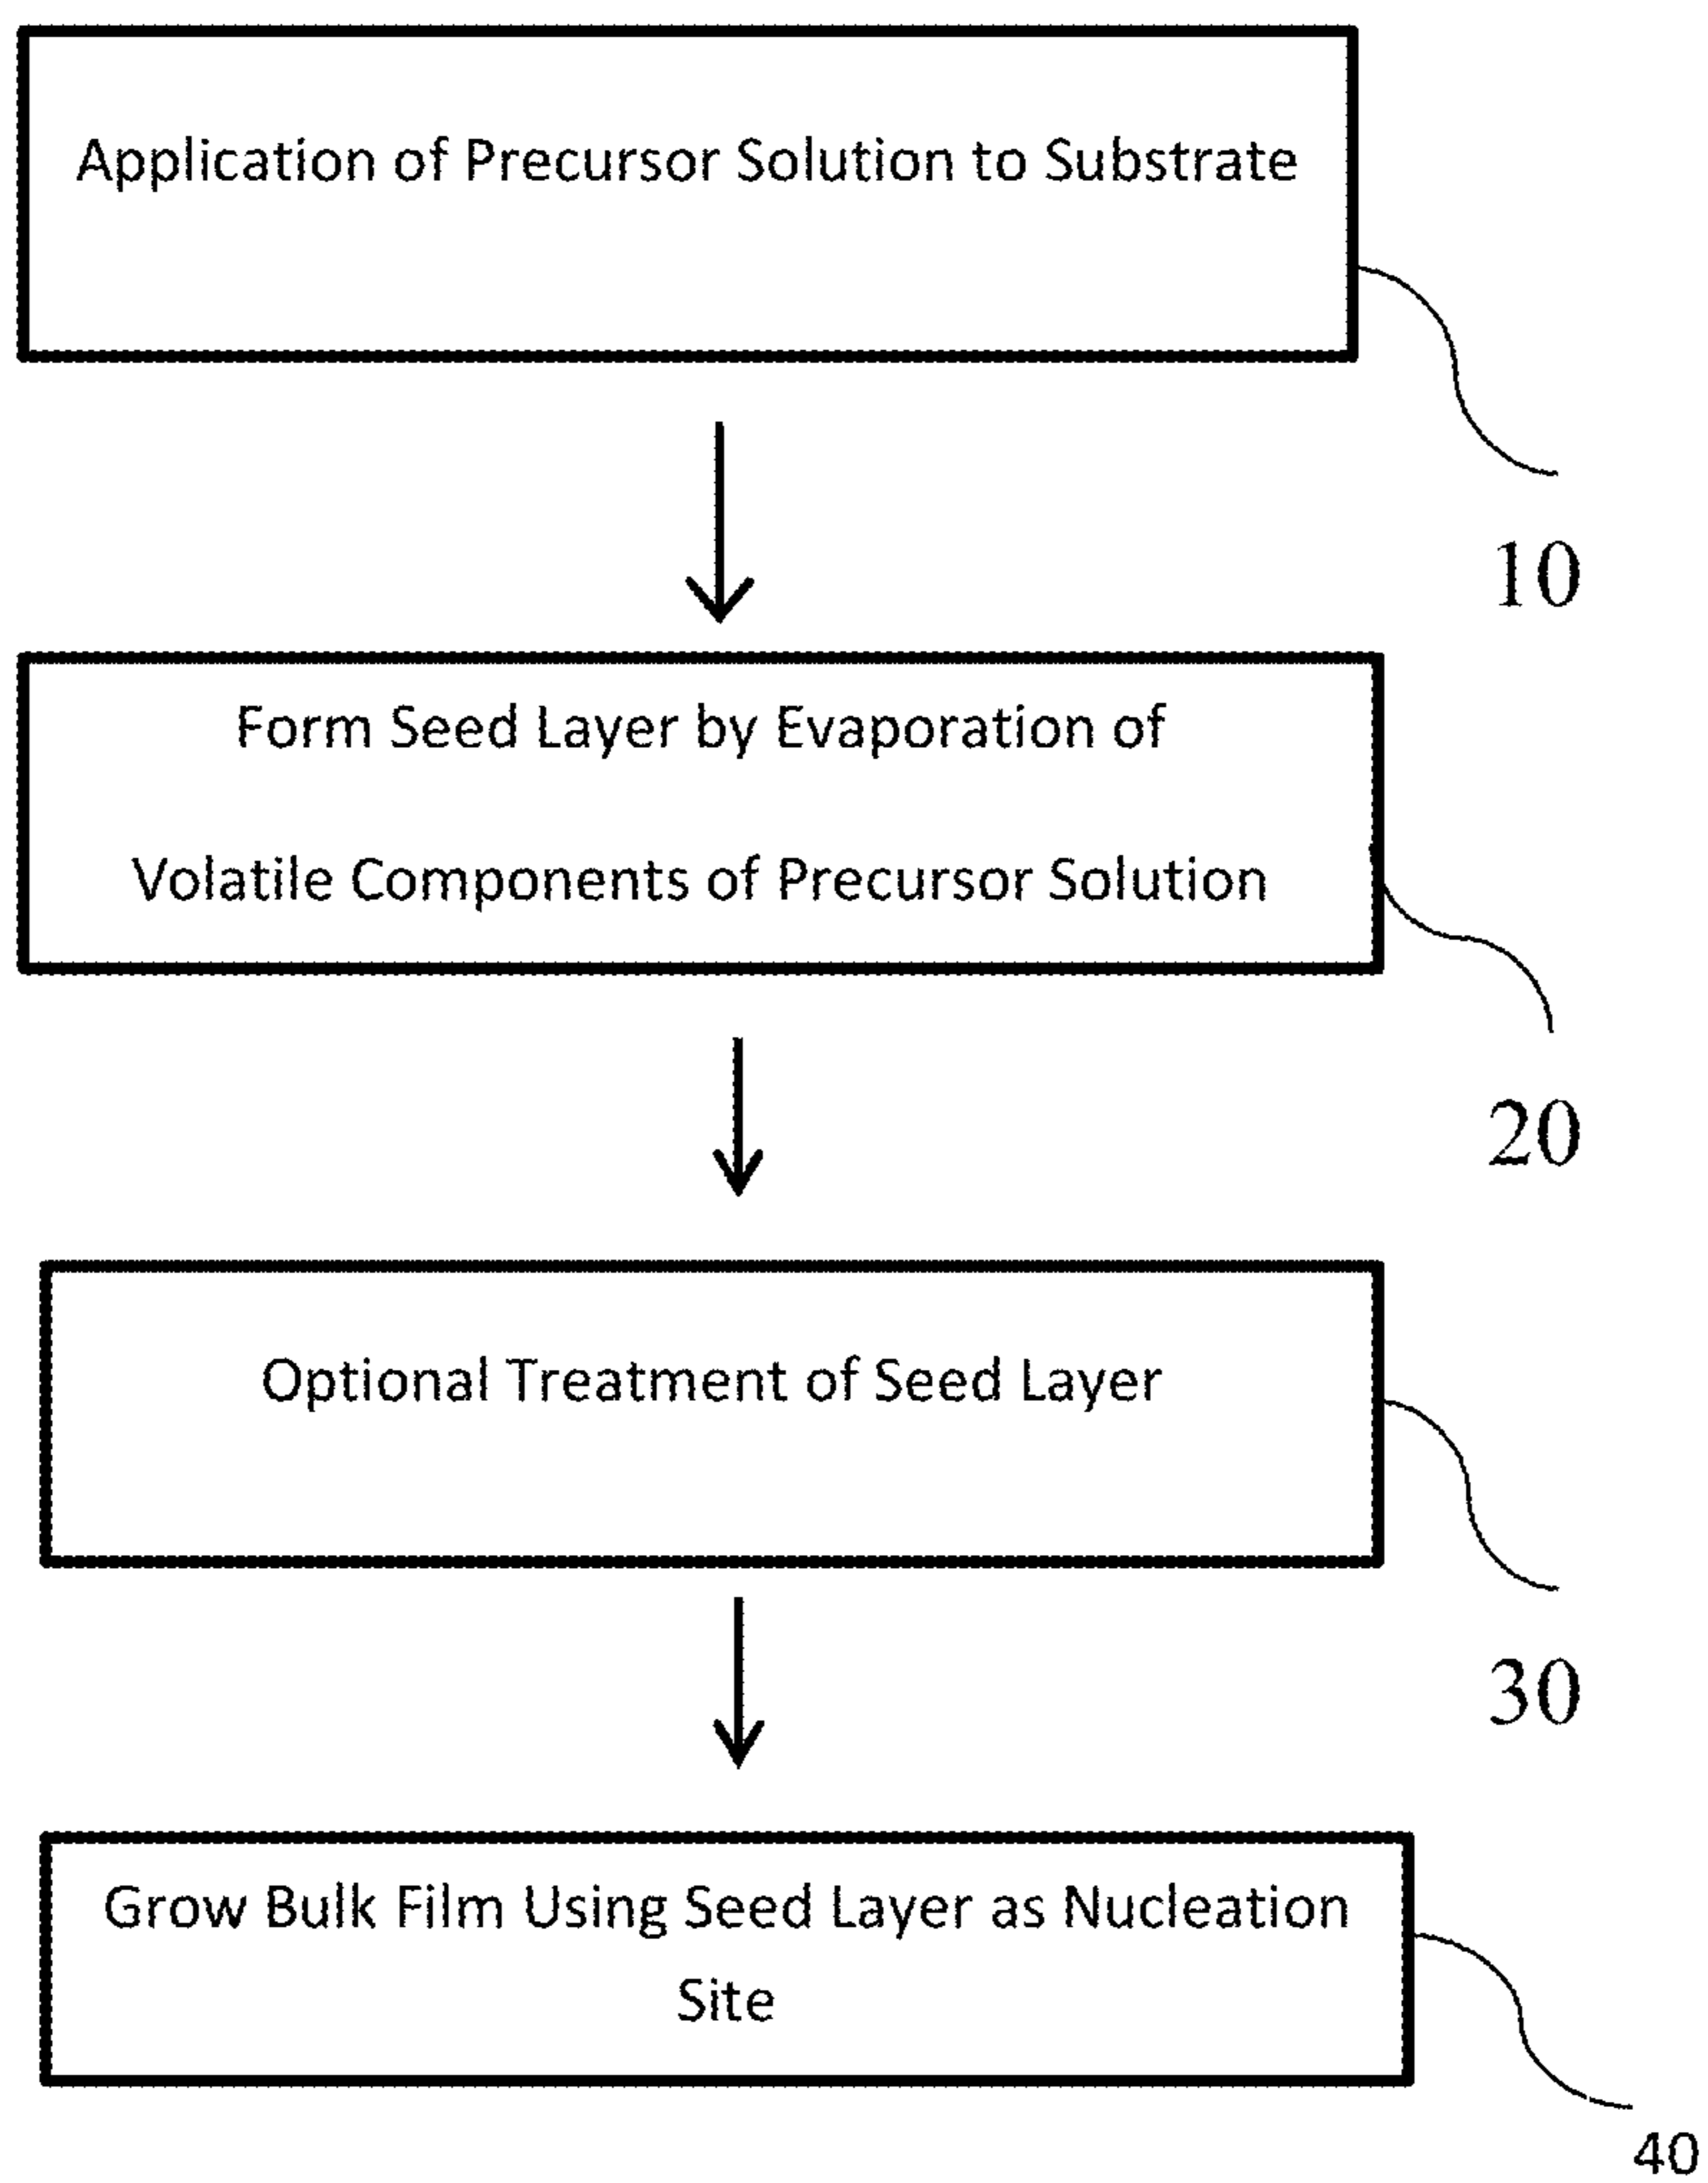 Application of Precursor Solution to Substrate
10
Form Seed Layer by Evaporation of
Volatile Components of Precursor Solution
20
Optional Treatment of Seed Layer
30
Grow Bulk Film Using Seed Layer as Nucleation
Site
40